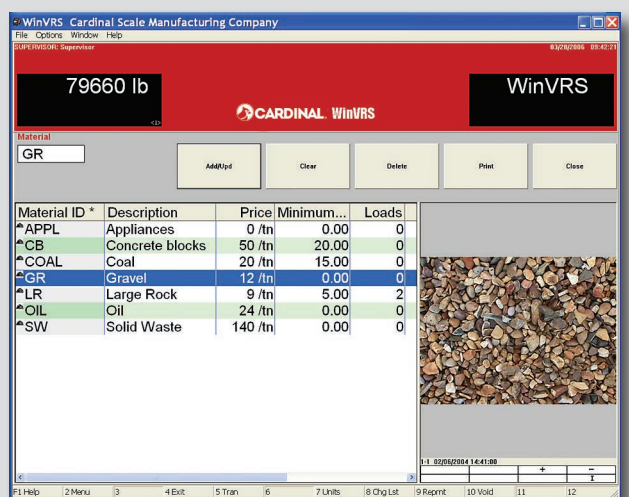 WinVRS Cardinal Scale Manufacturing Company
File Options Window Help
SUPERVISOR: Supervisor 03/28/2006 09:42:21
79660 lb WinVRS
<1>
CARDINAL WinVRS
Material
GR
Add/Upd Clear Delete Print Close
Material ID * Description Price Minimum... Loads
APPL Appliances 0 /tn 0.00 0
CB Concrete blocks 50 /tn 20.00 0
COAL Coal 20 /tn 15.00 0
GR Gravel 12 /tn 0.00 0
LR Large Rock 9 /tn 5.00 2
OIL Oil 24 /tn 0.00 0
SW Solid Waste 140 /tn 0.00 0
1-1 02/06/2004 14:41:00
+ –
I
F1 Help 2 Menu 3 4 Exit 5 Tran 6 7 Units 8 Chg Lst 9 Reprnt 10 Void 11 12